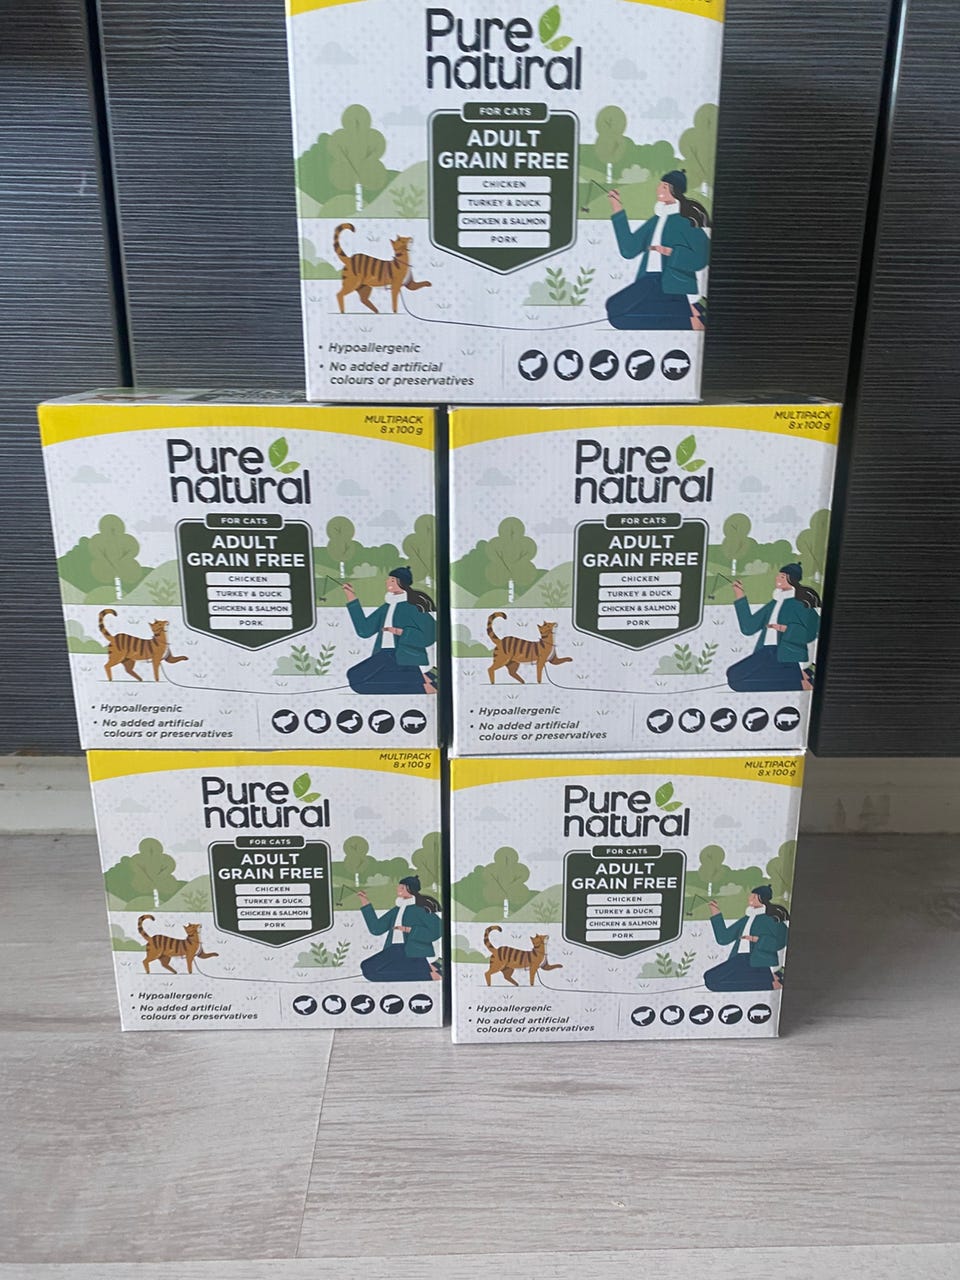 Pure
natural
FOR CATS
ADULT
GRAIN FREE
CHICKEN
TURKEY & DUCK
CHICKEN & SALMON
PORK
• Hypoallergenic
• No added artificial
colours or preservatives
MULTIPACK
8 x 100 g
Pure
natural
FOR CATS
ADULT
GRAIN FREE
CHICKEN
TURKEY & DUCK
CHICKEN & SALMON
PORK
• Hypoallergenic
• No added artificial
colours or preservatives
MULTIPACK
8 x 100 g
Pure
natural
FOR CATS
ADULT
GRAIN FREE
CHICKEN
TURKEY & DUCK
CHICKEN & SALMON
PORK
• Hypoallergenic
• No added artificial
colours or preservatives
MULTIPACK
8 x 100 g
Pure
natural
FOR CATS
ADULT
GRAIN FREE
CHICKEN
TURKEY & DUCK
CHICKEN & SALMON
PORK
• Hypoallergenic
• No added artificial
colours or preservatives
MULTIPACK
8 x 100 g
Pure
natural
FOR CATS
ADULT
GRAIN FREE
CHICKEN
TURKEY & DUCK
CHICKEN & SALMON
PORK
• Hypoallergenic
• No added artificial
colours or preservatives